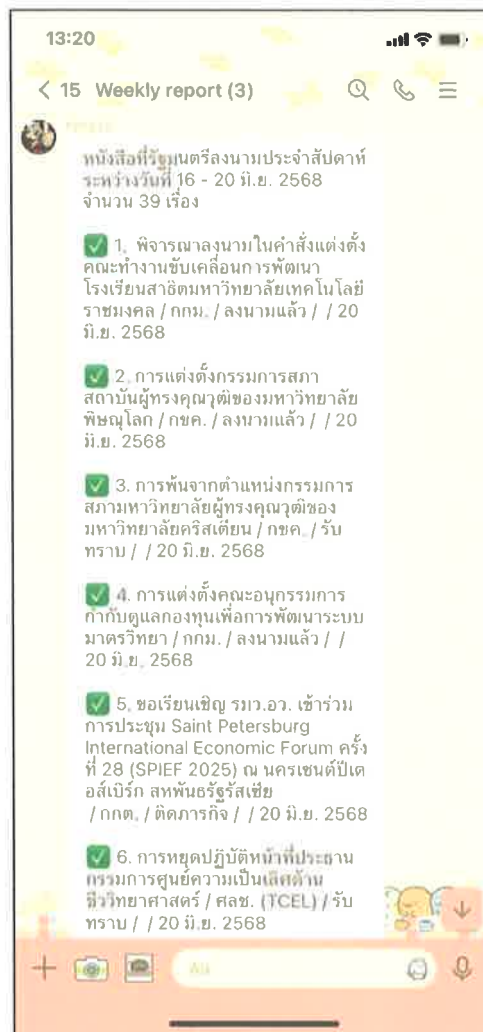 13:20
15 Weekly report (3)
หนังสือที่รัฐมนตรีลงนามประจำสัปดาห์
ระหว่างวันที่ 16 - 20 มิ.ย. 2568
จำนวน 39 เรื่อง
✅ 1. พิจารณาลงนามในคำสั่งแต่งตั้ง
คณะทำงานขับเคลื่อนการพัฒนา
โรงเรียนสาธิตมหาวิทยาลัยเทคโนโลยี
ราชมงคล / กกม. / ลงนามแล้ว / / 20
มิ.ย. 2568
✅ 2. การแต่งตั้งกรรมการสภา
สถาบันผู้ทรงคุณวุฒิของมหาวิทยาลัย
พิษณุโลก / กขค. / ลงนามแล้ว / / 20
มิ.ย. 2568
✅ 3. การพ้นจากตำแหน่งกรรมการ
สภามหาวิทยาลัยผู้ทรงคุณวุฒิของ
มหาวิทยาลัยคริสเตียน / กขค. / รับ
ทราบ / / 20 มิ.ย. 2568
✅ 4. การแต่งตั้งคณะอนุกรรมการ
กำกับดูแลกองทุนเพื่อการพัฒนาระบบ
มาตรวิทยา / กกม. / ลงนามแล้ว / /
20 มิ.ย. 2568
✅ 5. ขอเรียนเชิญ รมว.อว. เข้าร่วม
การประชุม Saint Petersburg
International Economic Forum ครั้ง
ที่ 28 (SPIEF 2025) ณ นครเซนต์ปีเต
อส์เบิร์ก สหพันธรัฐรัสเซีย
/ กกต. / ติดภารกิจ / / 20 มิ.ย. 2568
✅ 6. การหยุดปฏิบัติหน้าที่ประธาน
กรรมการศูนย์ความเป็นเลิศด้าน
ชีววิทยาศาสตร์ / ศลช. (TCEL) / รับ
ทราบ / / 20 มิ.ย. 2568
Aa